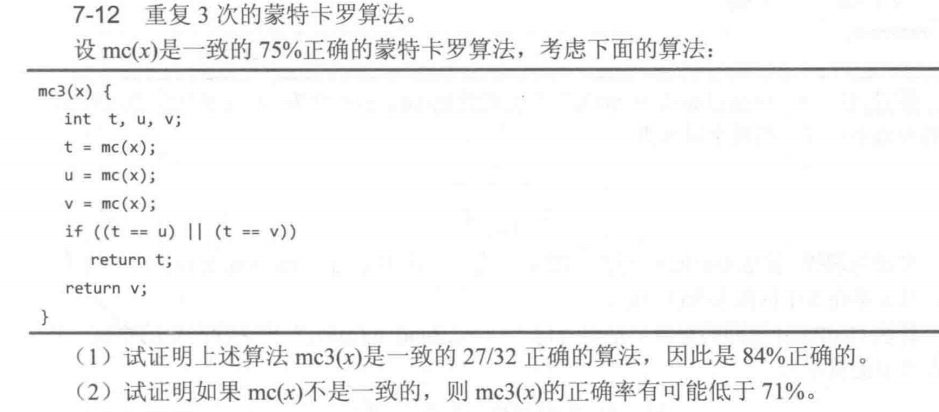 7-12 重复 3 次的蒙特卡罗算法。
设 mc(x)是一致的 75%正确的蒙特卡罗算法，考虑下面的算法：
mc3(x) {
int t, u, v;
t = mc(x);
u = mc(x);
v = mc(x);
if ((t == u) || (t == v))
return t;
return v;
}
（1）试证明上述算法 mc3(x)是一致的 27/32 正确的算法，因此是 84%正确的。
（2）试证明如果 mc(x)不是一致的，则 mc3(x)的正确率有可能低于 71%。